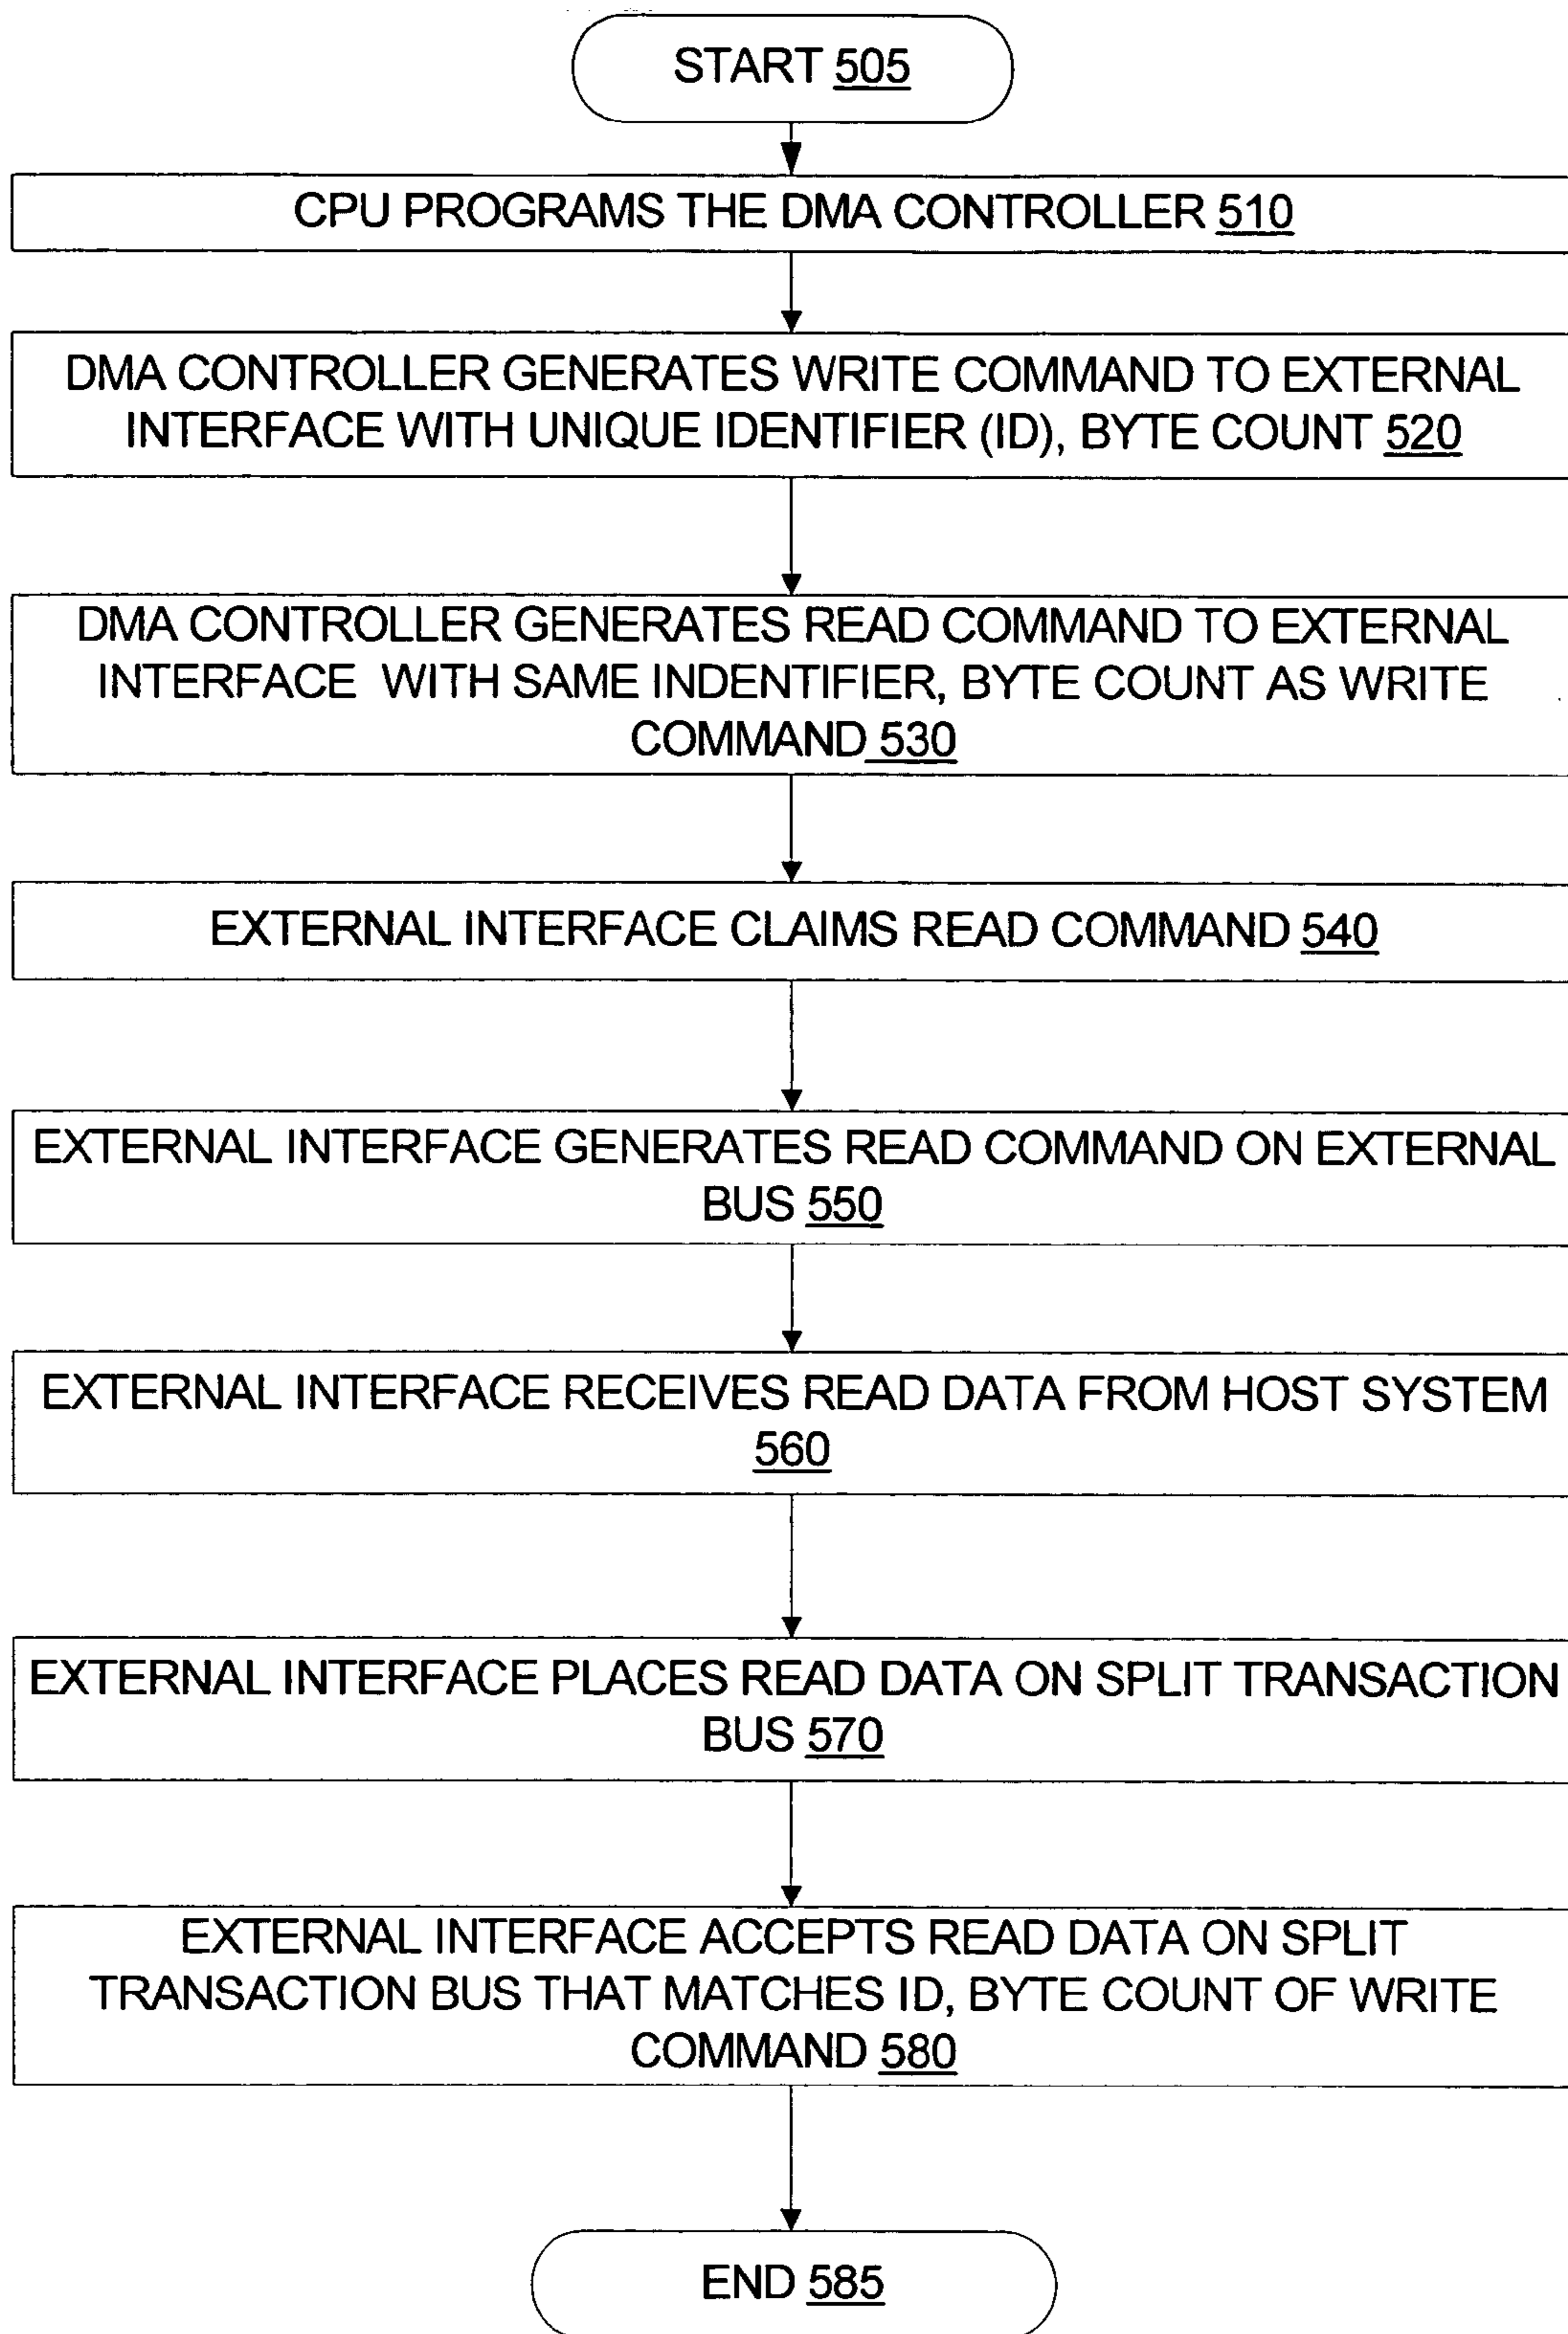 START 505
CPU PROGRAMS THE DMA CONTROLLER 510
DMA CONTROLLER GENERATES WRITE COMMAND TO EXTERNAL
INTERFACE WITH UNIQUE IDENTIFIER (ID), BYTE COUNT 520
DMA CONTROLLER GENERATES READ COMMAND TO EXTERNAL
INTERFACE WITH SAME INDENTIFIER, BYTE COUNT AS WRITE
COMMAND 530
EXTERNAL INTERFACE CLAIMS READ COMMAND 540
EXTERNAL INTERFACE GENERATES READ COMMAND ON EXTERNAL
BUS 550
EXTERNAL INTERFACE RECEIVES READ DATA FROM HOST SYSTEM
560
EXTERNAL INTERFACE PLACES READ DATA ON SPLIT TRANSACTION
BUS 570
EXTERNAL INTERFACE ACCEPTS READ DATA ON SPLIT
TRANSACTION BUS THAT MATCHES ID, BYTE COUNT OF WRITE
COMMAND 580
END 585